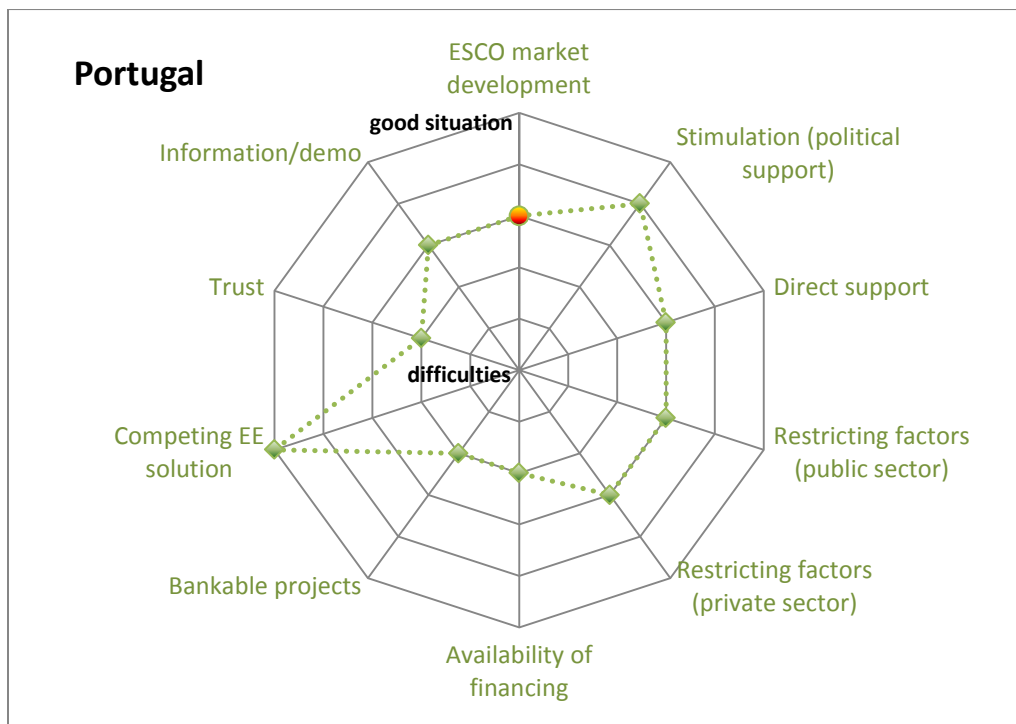 Portugal
ESCO market
development
good situation
Information/demo
Stimulation (political
support)
Trust
Direct support
difficulties
Competing EE
solution
Restricting factors
(public sector)
Bankable projects
Restricting factors
(private sector)
Availability of
financing